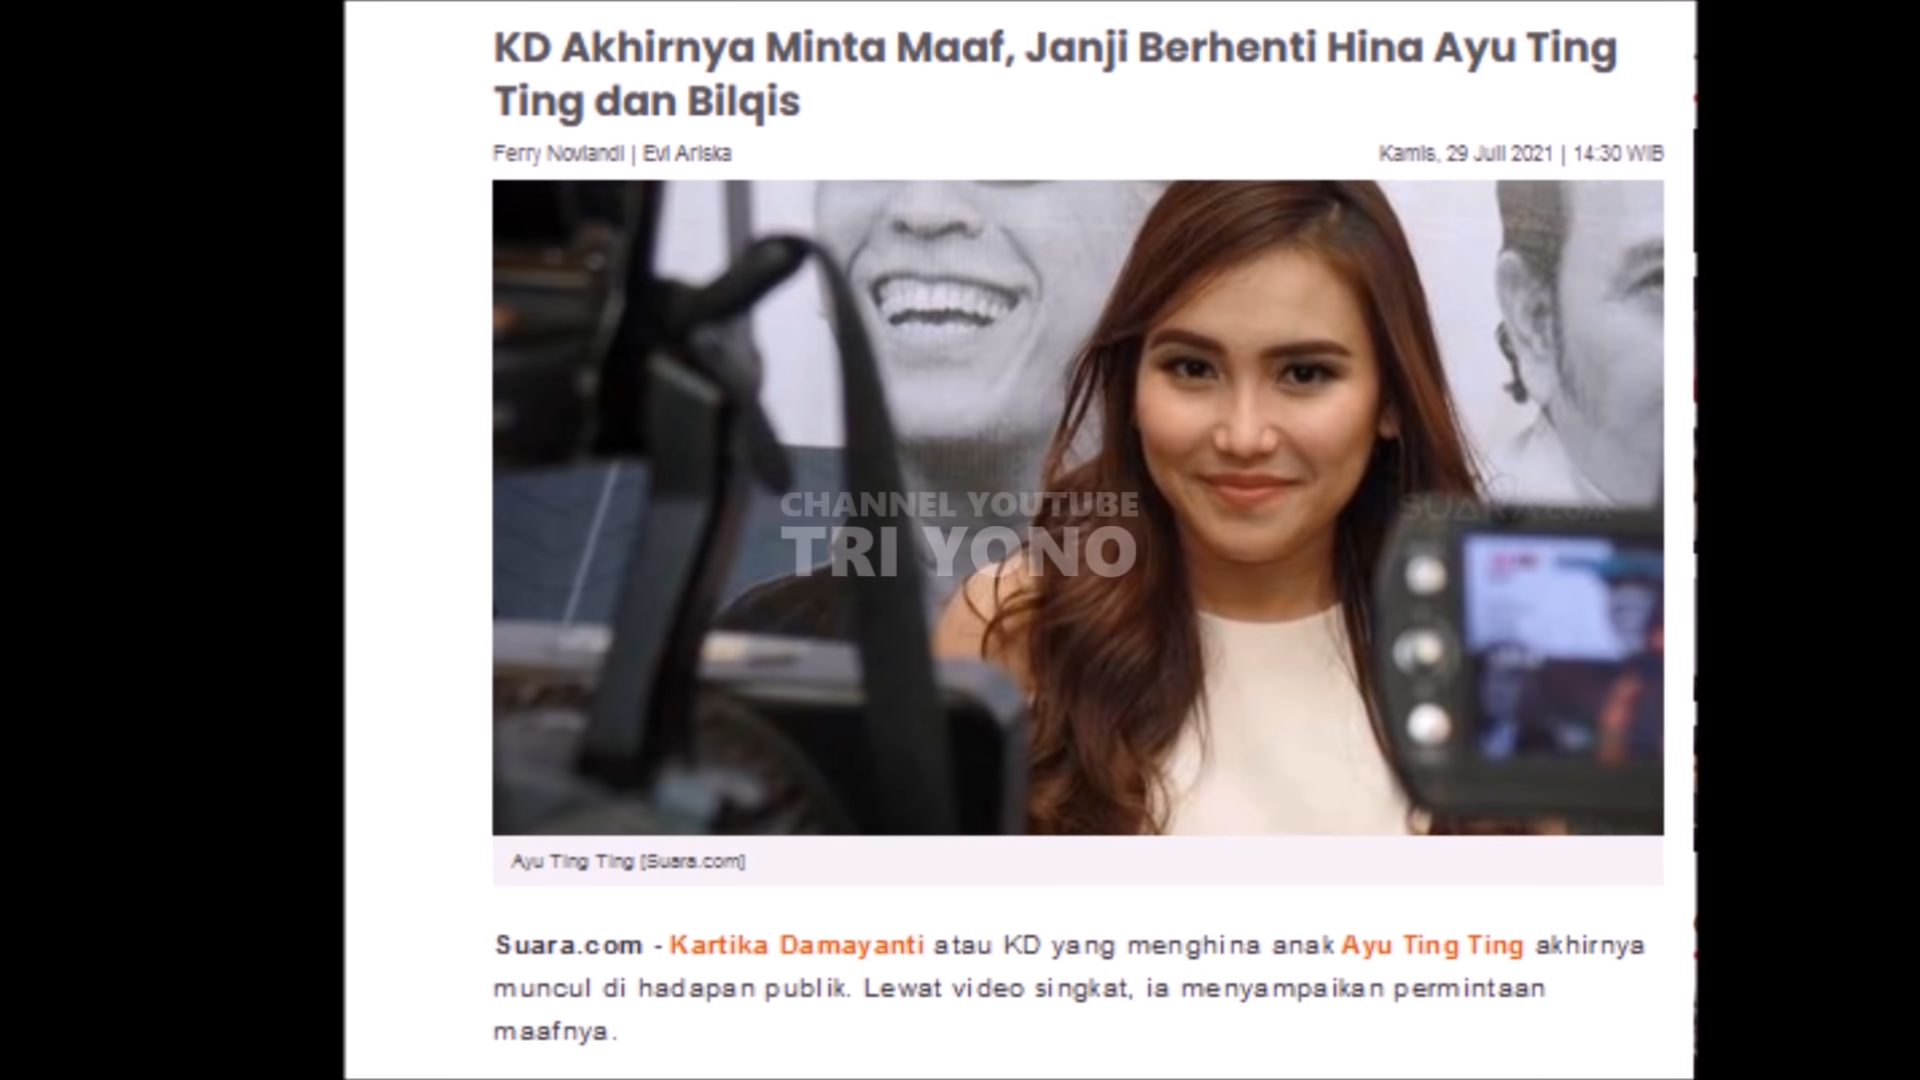 KD Akhirnya Minta Maaf, Janji Berhenti Hina Ayu Ting
Ting dan Bilqis
Ferry Noviandi | Evi Ariska
Kamis, 29 Juli 2021 | 14:30 WIB
CHANNEL YOUTUBE
TRI YONO
SUARA.com
Ayu Ting Ting [Suara.com]
Suara.com - Kartika Damayanti atau KD yang menghina anak Ayu Ting Ting akhirnya
muncul di hadapan publik. Lewat video singkat, ia menyampaikan permintaan
maafnya.